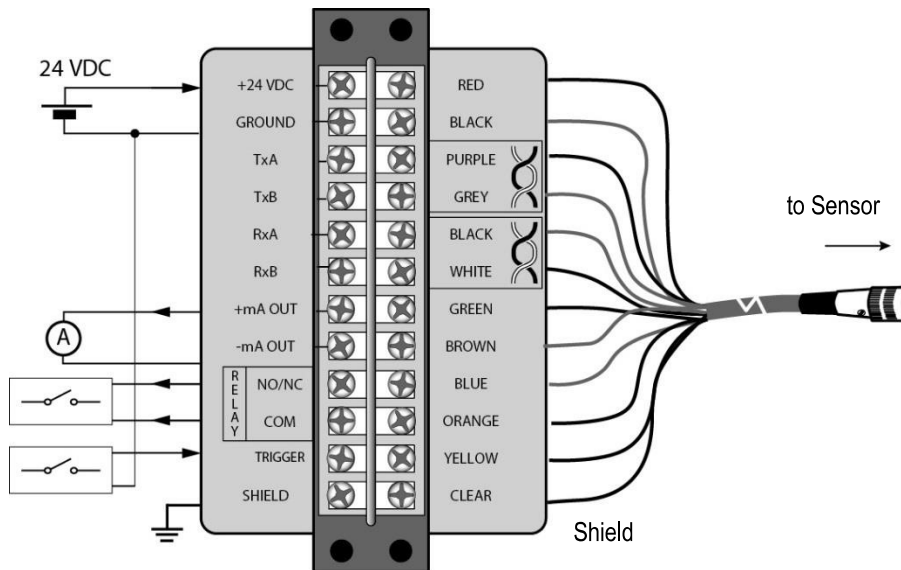 24 VDC
+24 VDC
RED
GROUND
BLACK
TxA
PURPLE
TxB
GREY
RxA
BLACK
RxB
WHITE
+mA OUT
GREEN
A
-mA OUT
BROWN
RELAY
NO/NC
BLUE
COM
ORANGE
TRIGGER
YELLOW
SHIELD
CLEAR
Shield
to Sensor